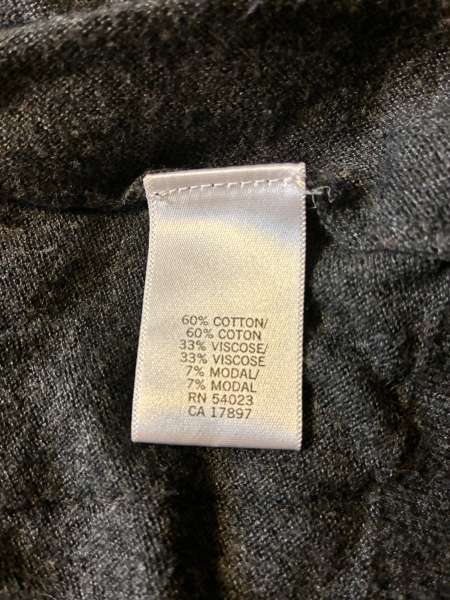 60% COTTON/
60% COTON
33% VISCOSE/
33% VISCOSE
7% MODAL/
7% MODAL
RN 54023
CA 17897